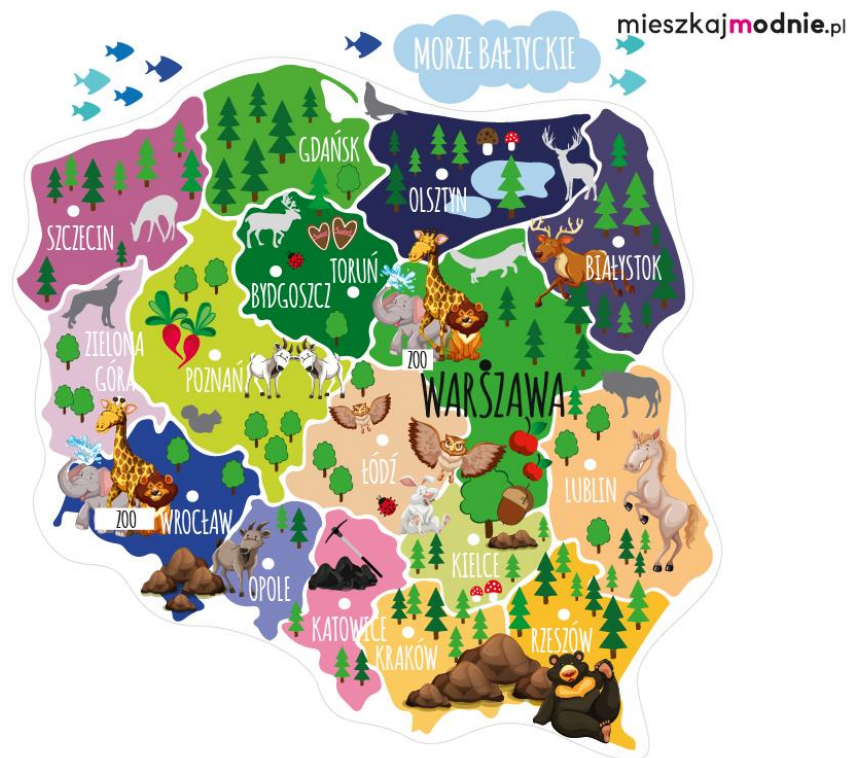 mieszkajmodnie.pl
MORZE BAŁTYCKIE
GDAŃSK
OLSZTYN
SZCZECIN
BIAŁYSTOK
TORUŃ
BYDGOSZCZ
ZIELONA
GÓRA
POZNAŃ
ZOO
WARSZAWA
ŁÓDŹ
LUBLIN
ZOO
WROCŁAW
OPOLE
KIELCE
KATOWICE
KRAKÓW
RZESZÓW